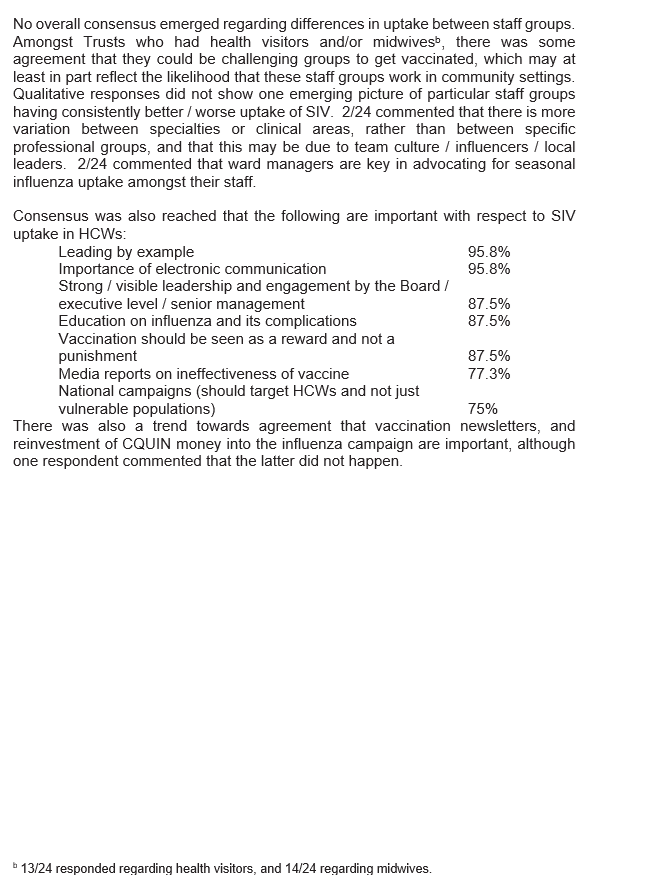 No overall consensus emerged regarding differences in uptake between staff groups.
Amongst Trusts who had health visitors and/or midwivesᵇ, there was some
agreement that they could be challenging groups to get vaccinated, which may at
least in part reflect the likelihood that these staff groups work in community settings.
Qualitative responses did not show one emerging picture of particular staff groups
having consistently better / worse uptake of SIV.  2/24 commented that there is more
variation between specialties or clinical areas, rather than between specific
professional groups, and that this may be due to team culture / influencers / local
leaders.  2/24 commented that ward managers are key in advocating for seasonal
influenza uptake amongst their staff.
Consensus was also reached that the following are important with respect to SIV
uptake in HCWs:
Leading by example 95.8%
Importance of electronic communication 95.8%
Strong / visible leadership and engagement by the Board /
executive level / senior management 87.5%
Education on influenza and its complications 87.5%
Vaccination should be seen as a reward and not a
punishment 87.5%
Media reports on ineffectiveness of vaccine 77.3%
National campaigns (should target HCWs and not just
vulnerable populations) 75%
There was also a trend towards agreement that vaccination newsletters, and
reinvestment of CQUIN money into the influenza campaign are important, although
one respondent commented that the latter did not happen.
ᵇ 13/24 responded regarding health visitors, and 14/24 regarding midwives.